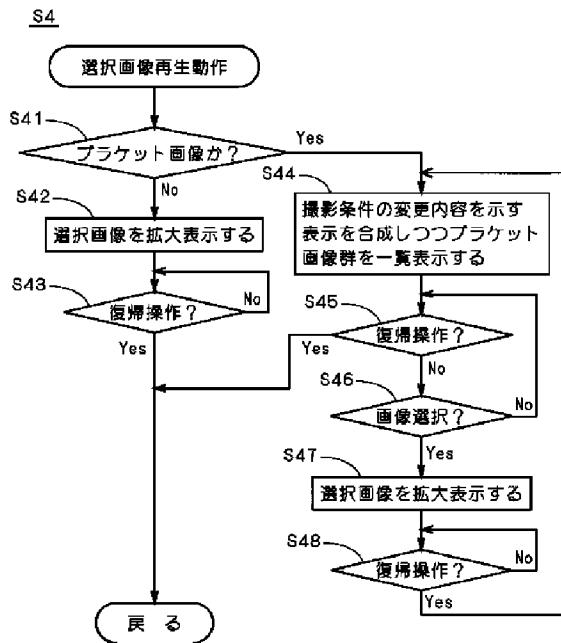 S4
選択画像再生動作
S41
ブラケット画像か？
Yes
No
S42
選択画像を拡大表示する
S43
復帰操作？
No
Yes
S44
撮影条件の変更内容を示す
表示を合成しつつブラケット
画像群を一覧表示する
S45
復帰操作？
Yes
No
S46
画像選択？
No
Yes
S47
選択画像を拡大表示する
S48
復帰操作？
No
Yes
戻る